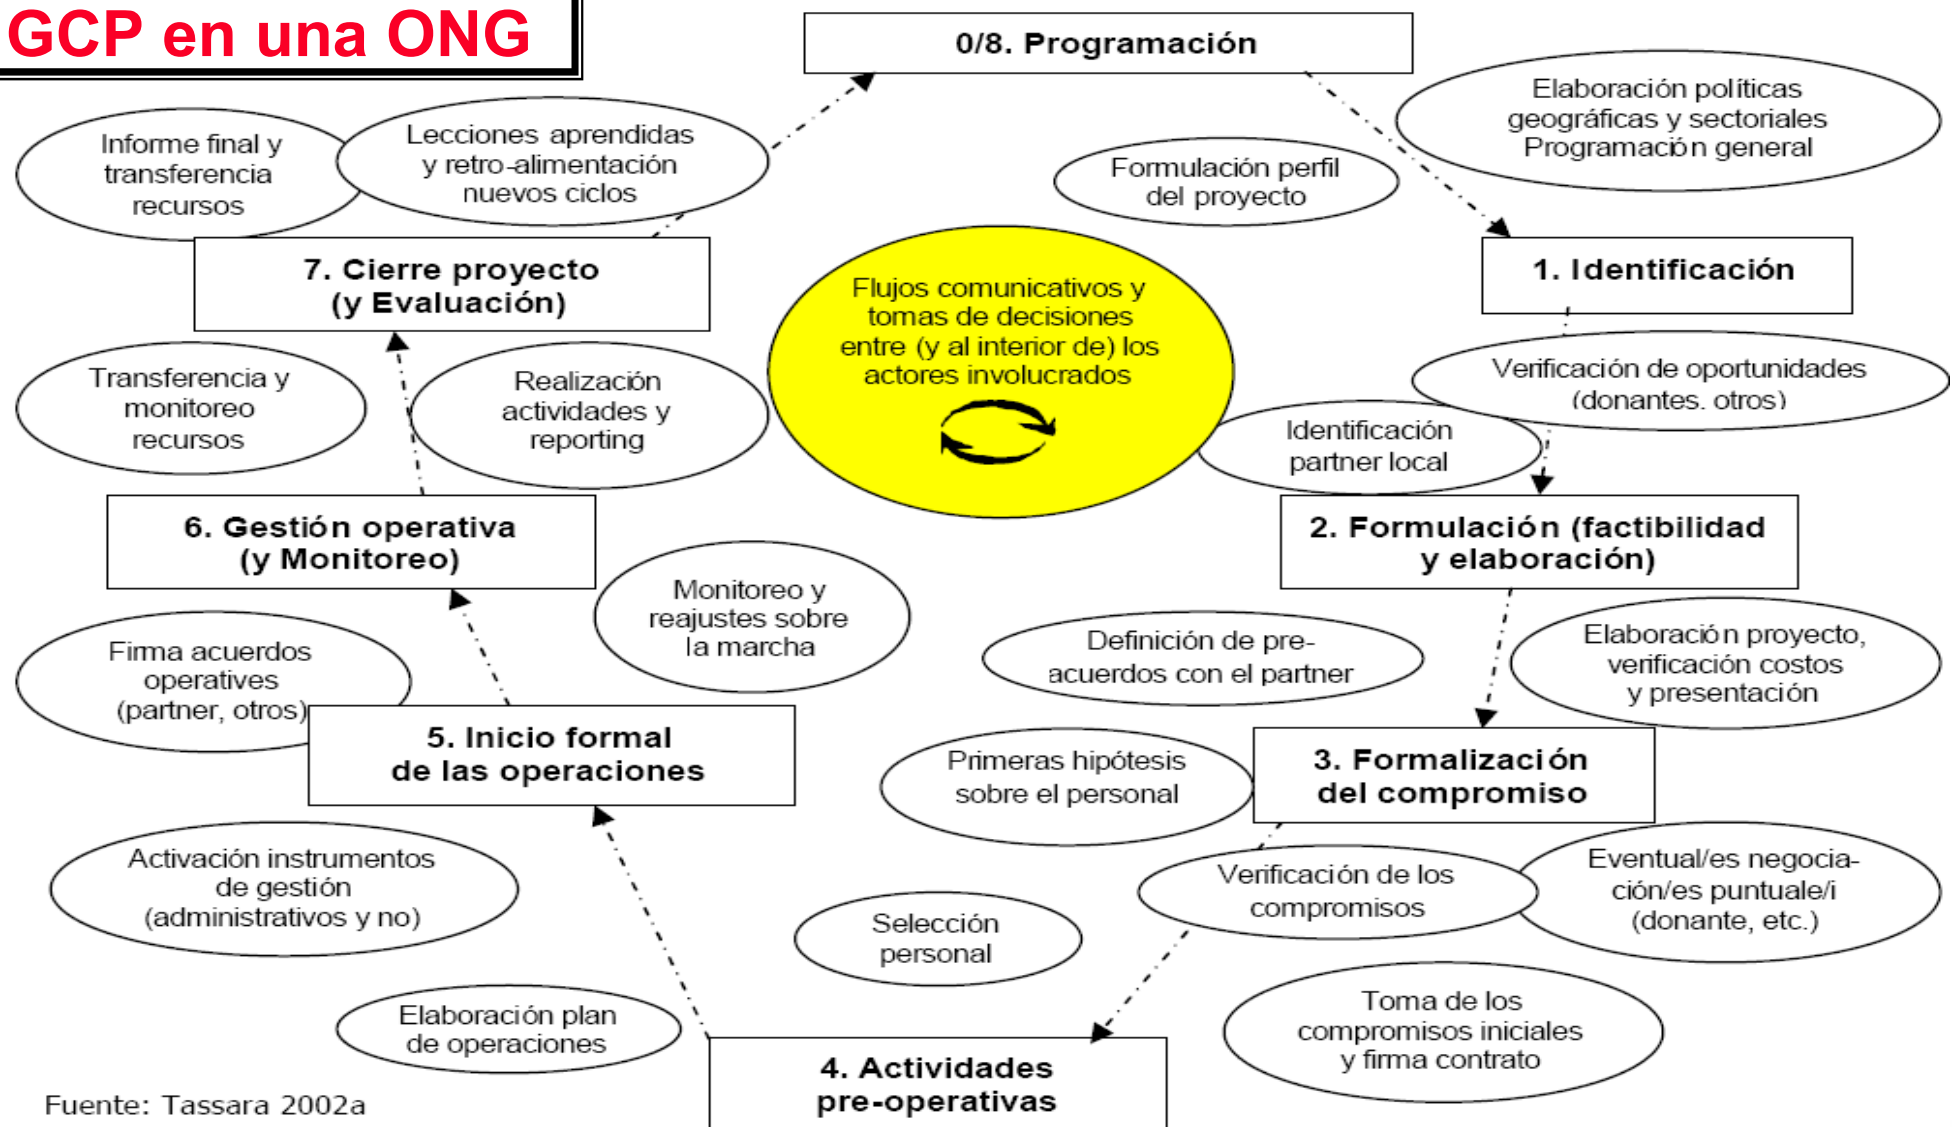 GCP en una ONG
0/8. Programación
Elaboración políticas
geográficas y sectoriales
Programación general
Formulación perfil
del proyecto
Informe final y
transferencia
recursos
Lecciones aprendidas
y retro-alimentación
nuevos ciclos
7. Cierre proyecto
(y Evaluación)
1. Identificación
Flujos comunicativos y
tomas de decisiones
entre (y al interior de) los
actores involucrados
Verificación de oportunidades
(donantes, otros)
Identificación
partner local
Transferencia y
monitoreo
recursos
Realización
actividades y
reporting
6. Gestión operativa
(y Monitoreo)
2. Formulación (factibilidad
y elaboración)
Monitoreo y
reajustes sobre
la marcha
Definición de pre-
acuerdos con el partner
Elaboración proyecto,
verificación costos
y presentación
Firma acuerdos
operatives
(partner, otros)
5. Inicio formal
de las operaciones
Primeras hipótesis
sobre el personal
3. Formalización
del compromiso
Activación instrumentos
de gestión
(administrativos y no)
Selección
personal
Verificación de los
compromisos
Eventual/es negocia-
ción/es puntuale/i
(donante, etc.)
Elaboración plan
de operaciones
Toma de los
compromisos iniciales
y firma contrato
4. Actividades
pre-operativas
Fuente: Tassara 2002a